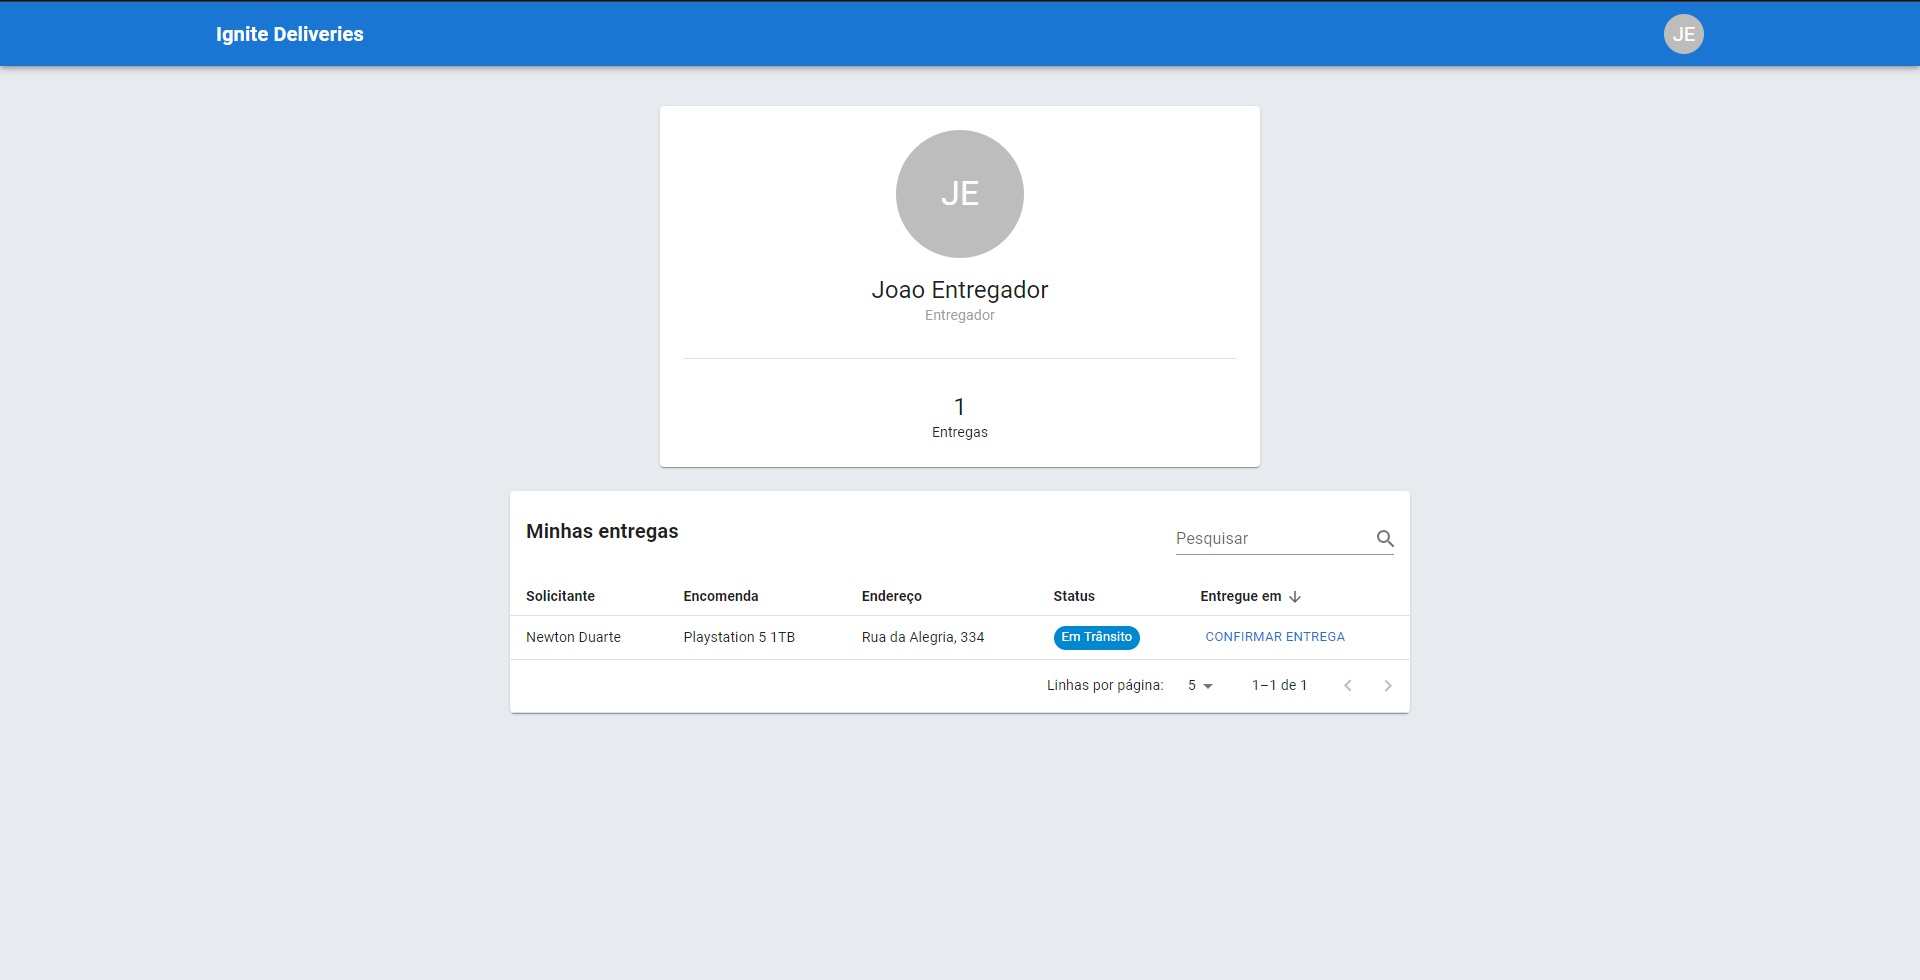 Ignite Deliveries
JE
JE
Joao Entregador
Entregador
1
Entregas
Minhas entregas
Pesquisar
Solicitante Encomenda Endereço Status Entregue em
Newton Duarte Playstation 5 1TB Rua da Alegria, 334 Em Trânsito CONFIRMAR ENTREGA
Linhas por página: 5 1–1 de 1